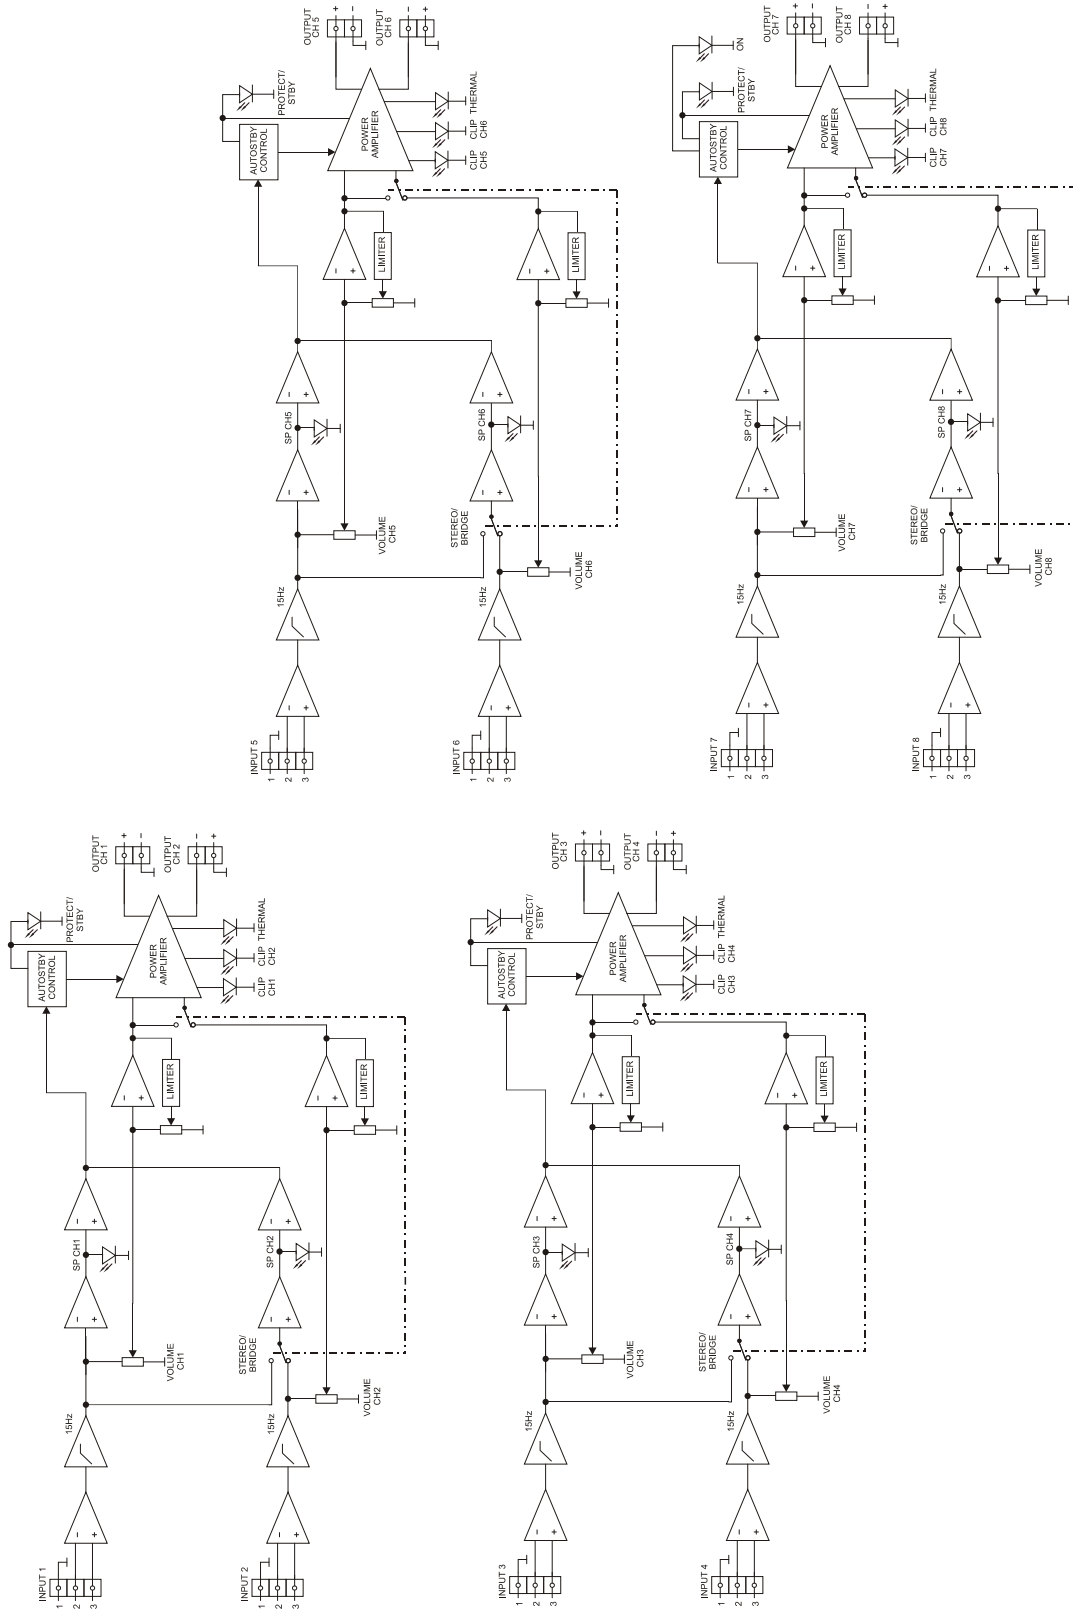 OUTPUT
CH 5
+
−
OUTPUT
CH 6
−
+
PROTECT/
STBY
AUTOSTBY
CONTROL
POWER
AMPLIFIER
THERMAL
CLIP
CH6
CLIP
CH5
−
+
LIMITER
−
+
LIMITER
−
+
−
+
SP CH5
SP CH6
−
+
−
+
STEREO/
BRIDGE
VOLUME
CH5
VOLUME
CH6
15Hz
15Hz
−
+
−
+
INPUT 5
1
2
3
INPUT 6
1
2
3
OUTPUT
CH 7
+
−
OUTPUT
CH 8
−
+
ON
PROTECT/
STBY
AUTOSTBY
CONTROL
POWER
AMPLIFIER
THERMAL
CLIP
CH8
CLIP
CH7
−
+
LIMITER
−
+
LIMITER
−
+
−
+
SP CH7
SP CH8
−
+
−
+
STEREO/
BRIDGE
VOLUME
CH7
VOLUME
CH8
15Hz
15Hz
−
+
−
+
INPUT 7
1
2
3
INPUT 8
1
2
3
OUTPUT
CH 1
+
−
OUTPUT
CH 2
−
+
PROTECT/
STBY
AUTOSTBY
CONTROL
POWER
AMPLIFIER
THERMAL
CLIP
CH2
CLIP
CH1
−
+
LIMITER
−
+
LIMITER
−
+
−
+
SP CH1
SP CH2
−
+
−
+
STEREO/
BRIDGE
VOLUME
CH1
VOLUME
CH2
15Hz
15Hz
−
+
−
+
INPUT 1
1
2
3
INPUT 2
1
2
3
OUTPUT
CH 3
+
−
OUTPUT
CH 4
−
+
PROTECT/
STBY
AUTOSTBY
CONTROL
POWER
AMPLIFIER
THERMAL
CLIP
CH4
CLIP
CH3
−
+
LIMITER
−
+
LIMITER
−
+
−
+
SP CH3
SP CH4
−
+
−
+
STEREO/
BRIDGE
VOLUME
CH3
VOLUME
CH4
15Hz
15Hz
−
+
−
+
INPUT 3
1
2
3
INPUT 4
1
2
3